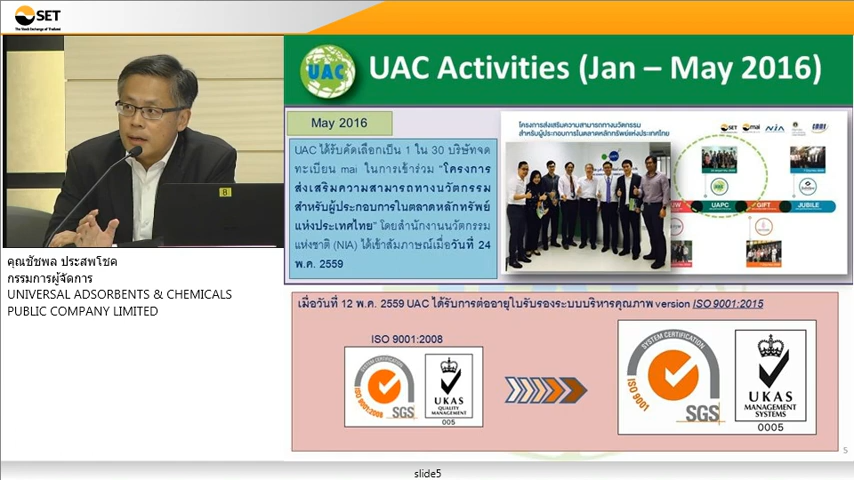 SET
The Stock Exchange of Thailand
UAC
UAC Activities (Jan – May 2016)
May 2016
UAC ได้รับคัดเลือกเป็น 1 ใน 30 บริษัทจด
ทะเบียน mai ในการเข้าร่วม "โครงการ
ส่งเสริมความสามารถทางนวัตกรรม
สำหรับผู้ประกอบการในตลาดหลักทรัพย์
แห่งประเทศไทย" โดยสำนักงานนวัตกรรม
แห่งชาติ (NIA) ได้เข้าสัมภาษณ์เมื่อวันที่ 24
พ.ค. 2559
โครงการส่งเสริมความสามารถทางนวัตกรรม
สำหรับผู้ประกอบการในตลาดหลักทรัพย์แห่งประเทศไทย
SET mai NIA
UAPC GIFT JUBILE
8
คุณชัชพล ประสพโชค
กรรมการผู้จัดการ
UNIVERSAL ADSORBENTS & CHEMICALS
PUBLIC COMPANY LIMITED
เมื่อวันที่ 12 พ.ค. 2559 UAC ได้รับการต่ออายุใบรับรองระบบบริหารคุณภาพ version ISO 9001:2015
ISO 9001:2008
SYSTEM CERTIFICATION
ISO 9001:2008
SGS
UKAS
QUALITY
MANAGEMENT
005
SYSTEM CERTIFICATION
ISO 9001
SGS
UKAS
MANAGEMENT
SYSTEMS
0005
5
slide5